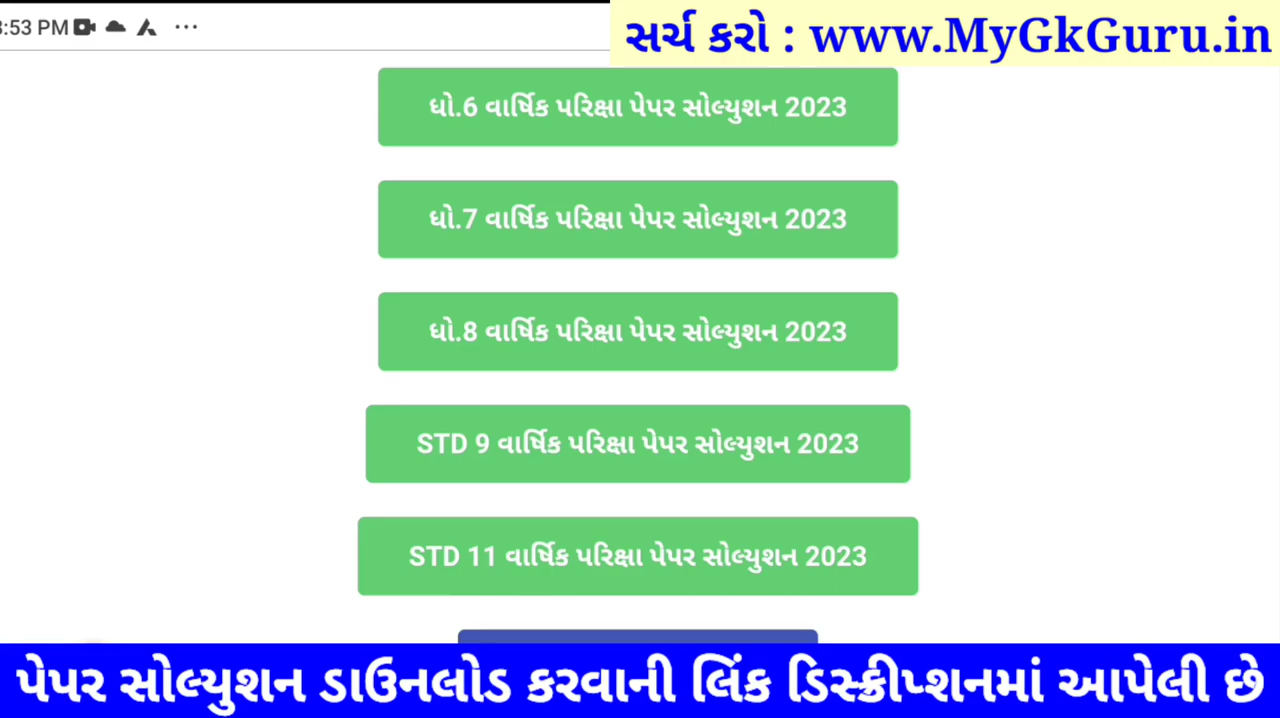 :53 PM
સર્ચ કરો : www.MyGkGuru.in
ધો.6 વાર્ષિક પરિક્ષા પેપર સોલ્યુશન 2023
ધો.7 વાર્ષિક પરિક્ષા પેપર સોલ્યુશન 2023
ધો.8 વાર્ષિક પરિક્ષા પેપર સોલ્યુશન 2023
STD 9 વાર્ષિક પરિક્ષા પેપર સોલ્યુશન 2023
STD 11 વાર્ષિક પરિક્ષા પેપર સોલ્યુશન 2023
પેપર સોલ્યુશન ડાઉનલોડ કરવાની લિંક ડિસ્ક્રીપ્શનમાં આપેલી છે